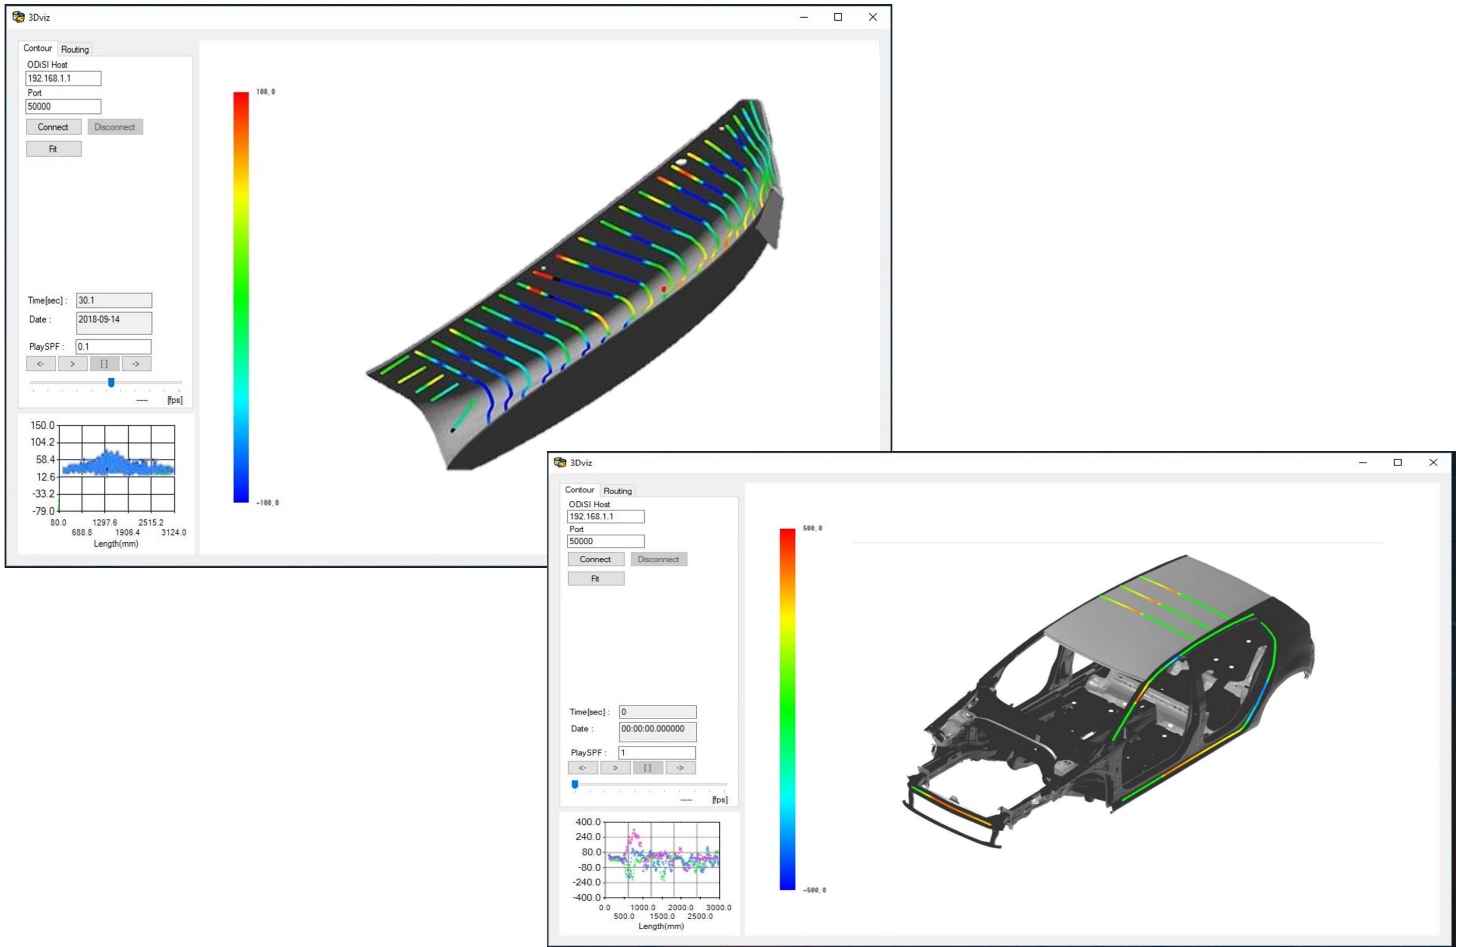 3Dviz
Contour Routing
ODiSI Host
192.168.1.1
Port
50000
Connect Disconnect
Fit
Time[sec] : 30.1
Date : 2018-09-14
PlaySPF : 0.1
<- > [ ] ->
----- [fps]
150.0
104.2
58.4
12.6
-33.2
-79.0
80.0 1297.6 2515.2
688.8 1906.4 3124.0
Length(mm)
100.0
-100.0
3Dviz
Contour Routing
ODiSI Host
192.168.1.1
Port
50000
Connect Disconnect
Fit
Time[sec] : 0
Date : 00:00:00.000000
PlaySPF : 1
<- > [ ] ->
----- [fps]
400.0
240.0
80.0
-80.0
-240.0
-400.0
0.0 1000.0 2000.0 3000.0
500.0 1500.0 2500.0
Length(mm)
500.0
-500.0